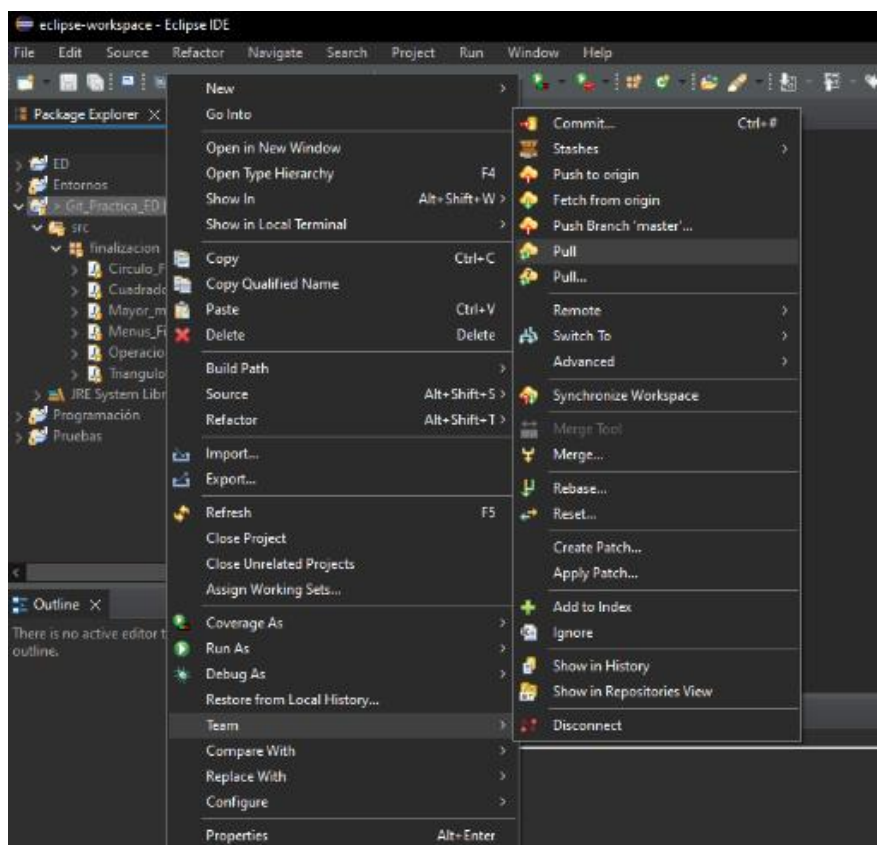 eclipse-workspace - Eclipse IDE
File Edit Source Refactor Navigate Search Project Run Window Help
Package Explorer
ED
Entornos
> Git_Practica_ED
src
finalizacion
Circulo_F
Cuadrado
Mayor_m
Menus_Fi
Operacio
Triangulo
JRE System Libr
Programación
Pruebas
Outline
There is no active editor t
outline.
New
Go Into
Open in New Window
Open Type Hierarchy F4
Show In Alt+Shift+W >
Show in Local Terminal
Copy Ctrl+C
Copy Qualified Name
Paste Ctrl+V
Delete Delete
Build Path
Source Alt+Shift+S >
Refactor Alt+Shift+T >
Import...
Export...
Refresh F5
Close Project
Close Unrelated Projects
Assign Working Sets...
Coverage As
Run As
Debug As
Restore from Local History...
Team
Compare With
Replace With
Configure
Properties Alt+Enter
Commit... Ctrl+#
Stashes
Push to origin
Fetch from origin
Push Branch 'master'...
Pull
Pull...
Remote
Switch To
Advanced
Synchronize Workspace
Merge Tool
Merge...
Rebase...
Reset...
Create Patch...
Apply Patch...
Add to Index
Ignore
Show in History
Show in Repositories View
Disconnect